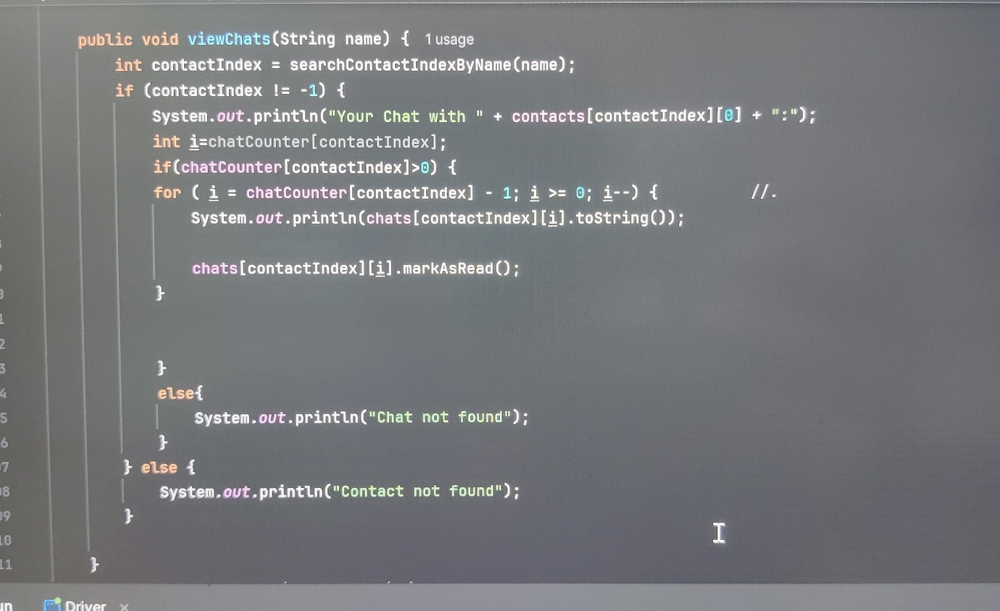 public void viewChats(String name) { 1 usage
int contactIndex = searchContactIndexByName(name);
if (contactIndex != -1) {
System.out.println("Your Chat with " + contacts[contactIndex][0] + ":");
int i=chatCounter[contactIndex];
if(chatCounter[contactIndex]>0) {
for ( i = chatCounter[contactIndex] - 1; i >= 0; i--) { //.
System.out.println(chats[contactIndex][i].toString());
chats[contactIndex][i].markAsRead();
}
}
else{
System.out.println("Chat not found");
}
} else {
System.out.println("Contact not found");
}
}
Driver ×